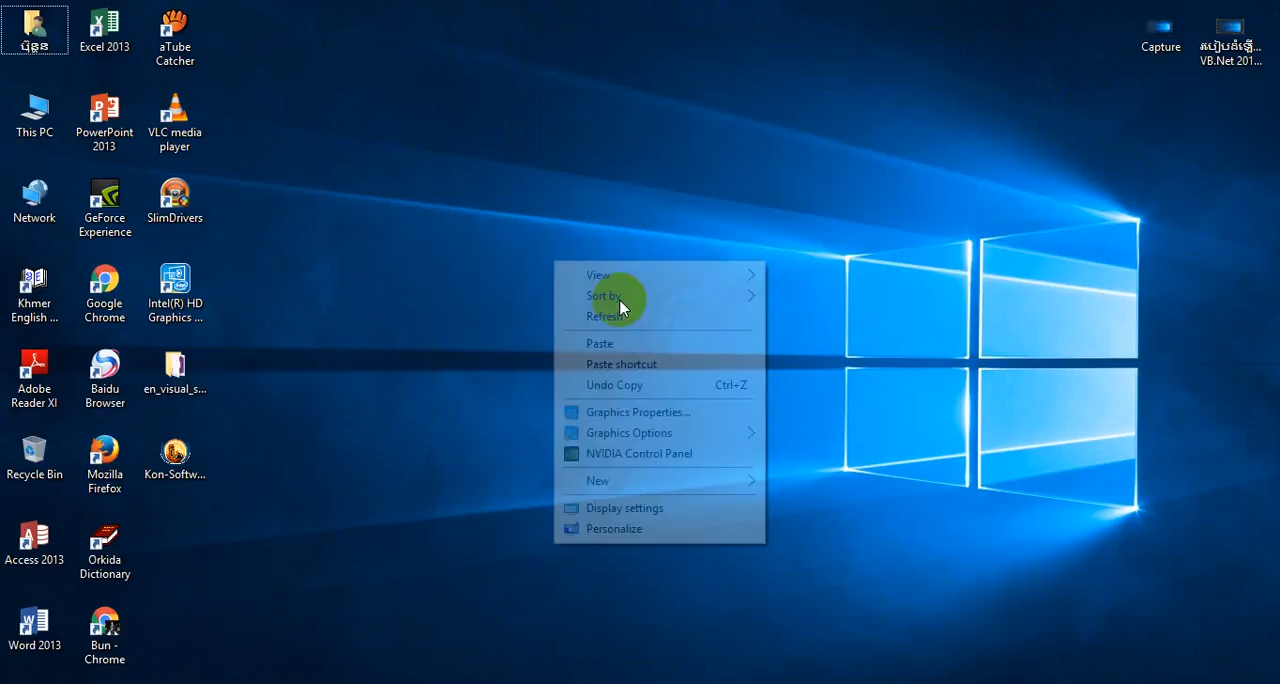 ប៊ុនថន
Excel 2013
aTube
Catcher
This PC
PowerPoint
2013
VLC media
player
Network
GeForce
Experience
SlimDrivers
Khmer
English ...
Google
Chrome
Intel(R) HD
Graphics ...
Adobe
Reader XI
Baidu
Browser
en_visual_s...
Recycle Bin
Mozilla
Firefox
Kon-Softw...
Access 2013
Orkida
Dictionary
Word 2013
Bun -
Chrome
View
Sort by
Refresh
Paste
Paste shortcut
Undo Copy Ctrl+Z
Graphics Properties...
Graphics Options
NVIDIA Control Panel
New
Display settings
Personalize
Capture
របៀបដំឡើ...
VB.Net 201...